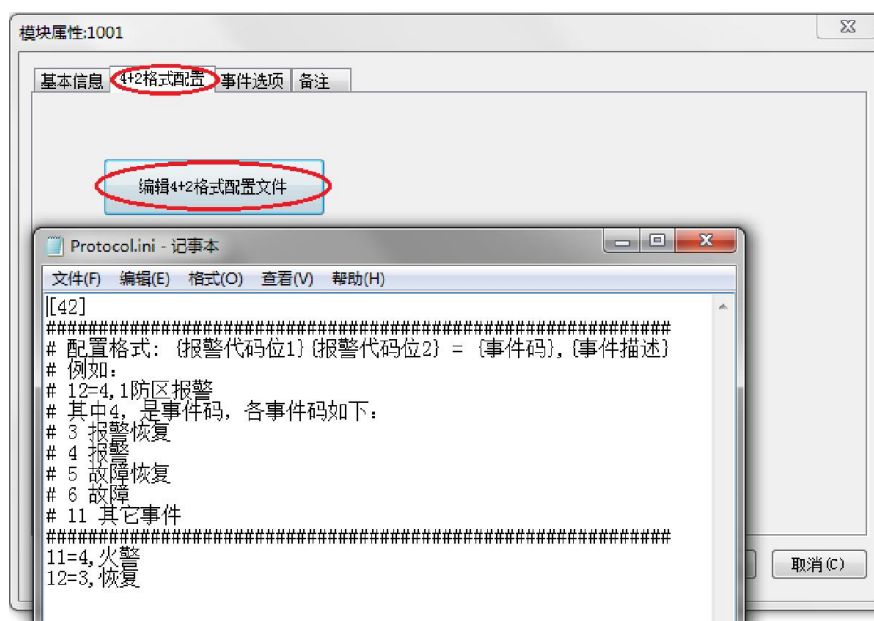 模块属性:1001
基本信息 4+2格式配置 事件选项 备注
编辑4+2格式配置文件
Protocol.ini - 记事本
文件(F) 编辑(E) 格式(O) 查看(V) 帮助(H)
[42]
############################################################
# 配置格式: {报警代码位1}{报警代码位2} = {事件码},{事件描述}
# 例如:
# 12=4,1防区报警
# 其中4, 是事件码, 各事件码如下:
# 3 报警恢复
# 4 报警
# 5 故障恢复
# 6 故障
# 11 其它事件
############################################################
11=4,火警
12=3,恢复
取消(C)